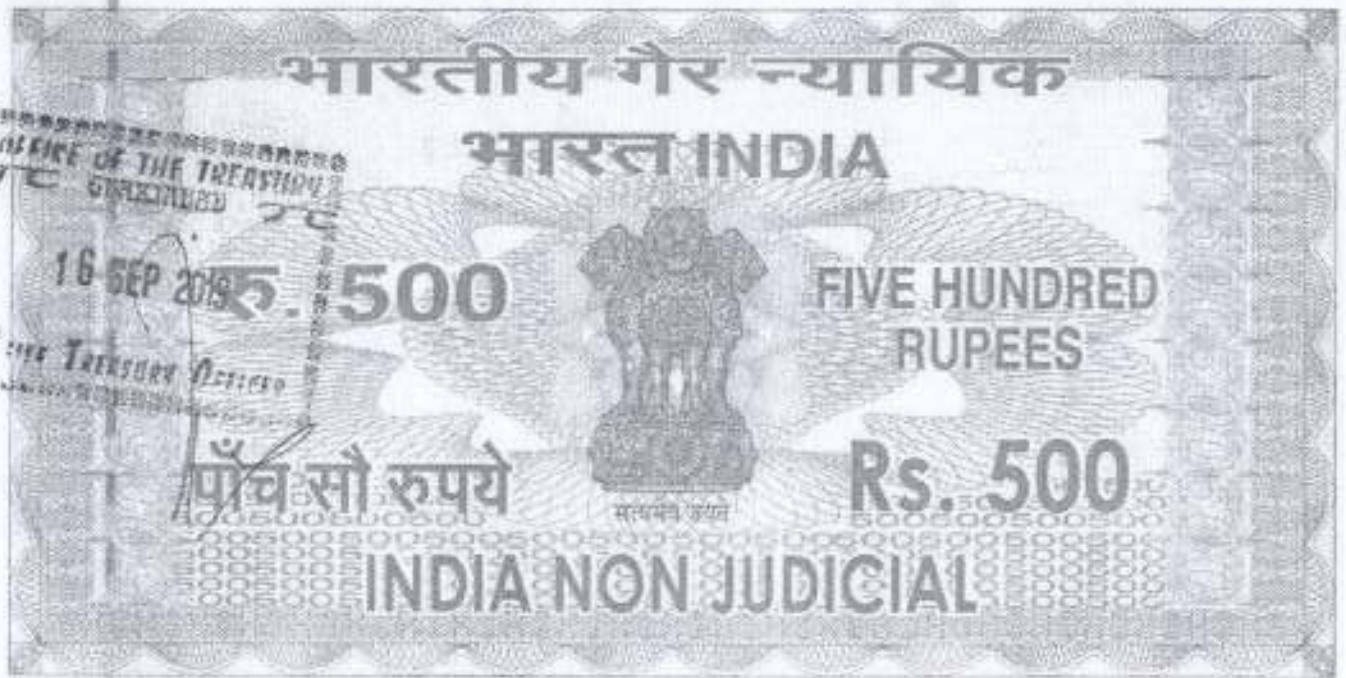 भारतीय गैर न्यायिक
भारत INDIA
OFFICE OF THE TREASURY
16 SEP 2019
रु. 500
FIVE HUNDRED
RUPEES
TREASURY OFFICER
पाँच सौ रुपये
Rs. 500
सत्यमेव जयते
INDIA NON JUDICIAL